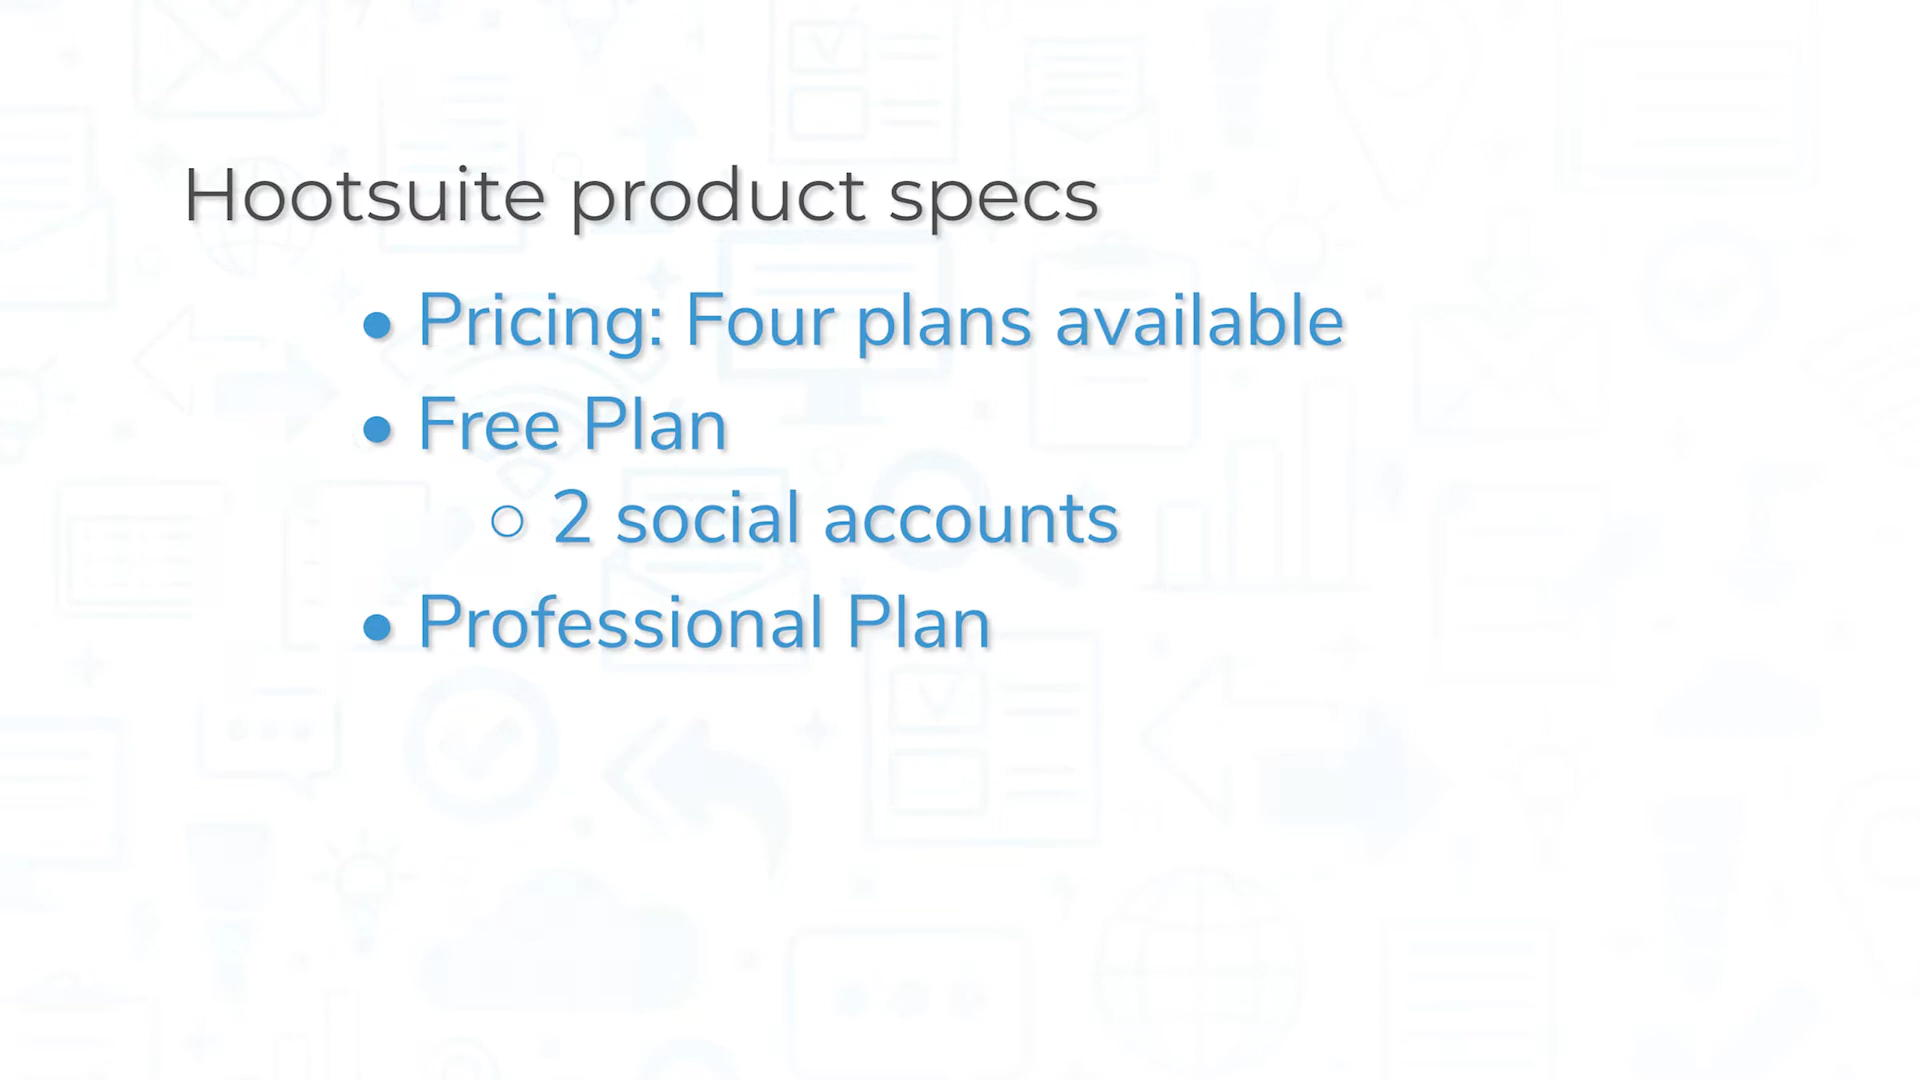 Hootsuite product specs
• Pricing: Four plans available
• Free Plan
○ 2 social accounts
• Professional Plan